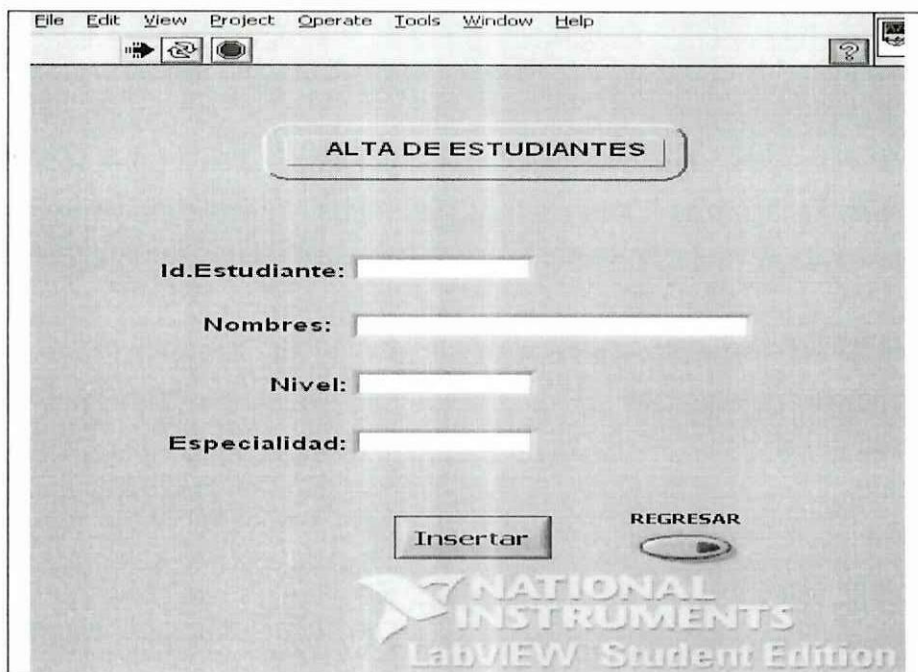 File Edit View Project Operate Tools Window Help
?
ALTA DE ESTUDIANTES
Id.Estudiante:
Nombres:
Nivel:
Especialidad:
Insertar
REGRESAR
NATIONAL
INSTRUMENTS
LabVIEW Student Edition